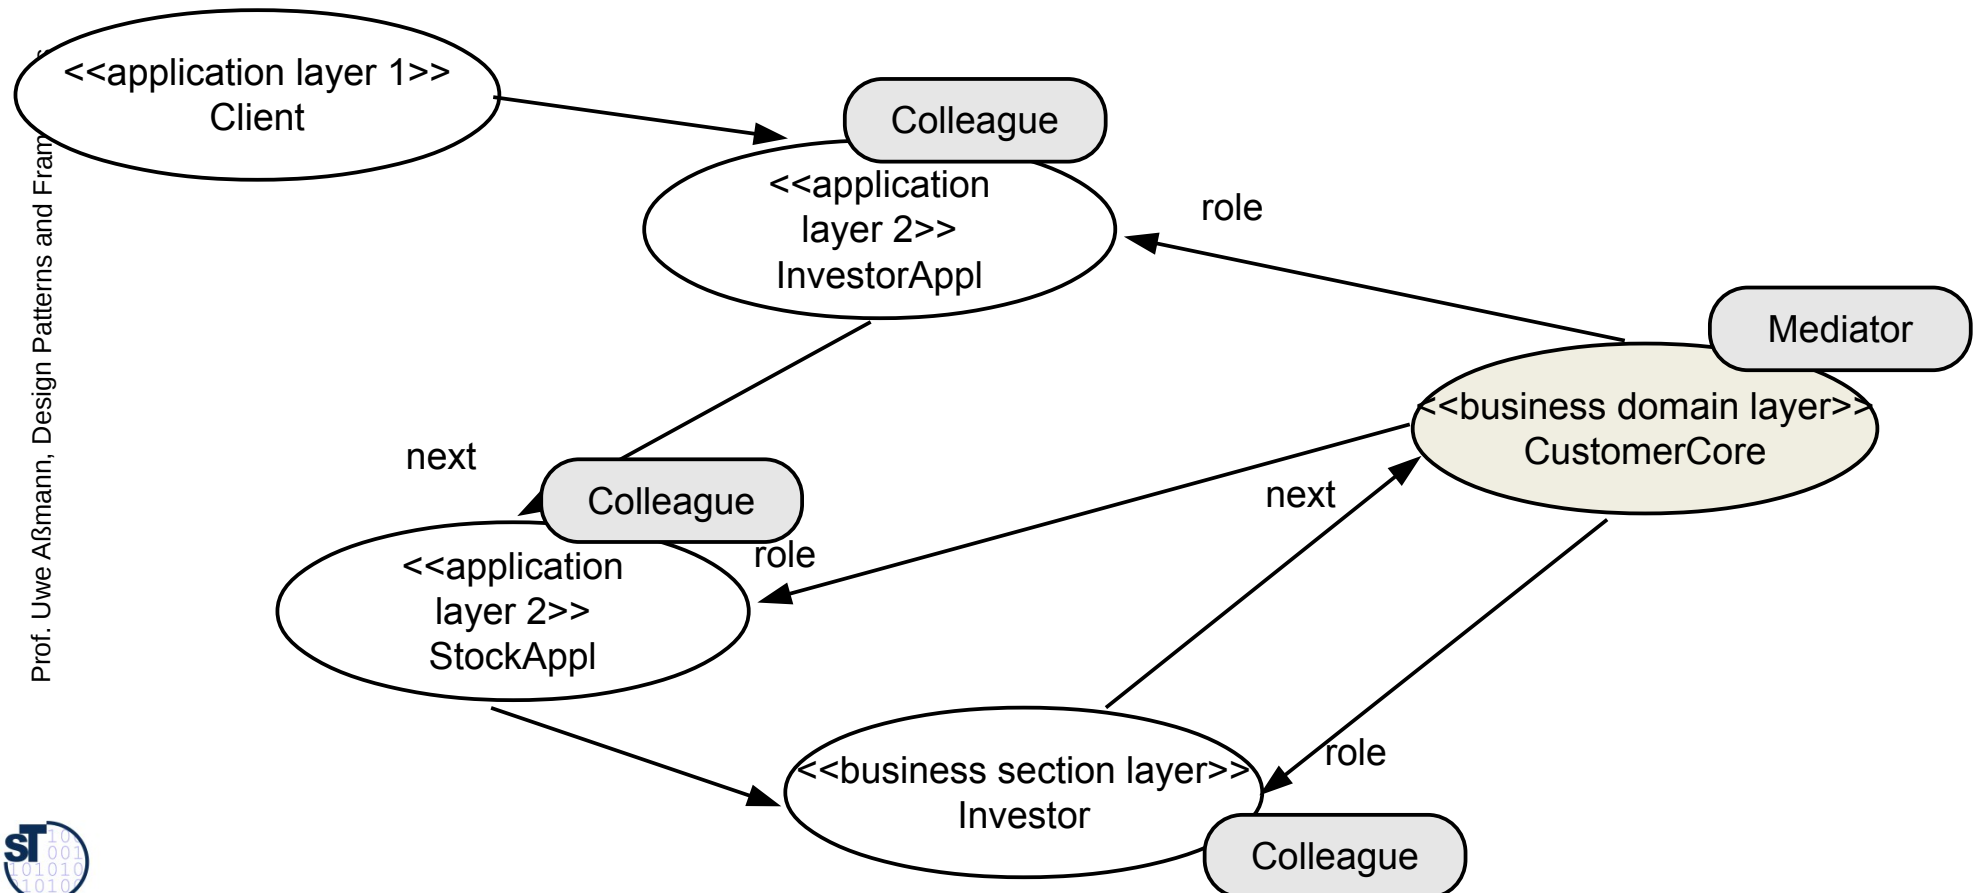 <<application layer 1>>
Client
Colleague
<<application
layer 2>>
InvestorAppl
role
Mediator
<<business domain layer>>
CustomerCore
next
Colleague
next
role
<<application
layer 2>>
StockAppl
<<business section layer>>
Investor
role
Colleague
Prof. Uwe Aßmann, Design Patterns and Fram
ST